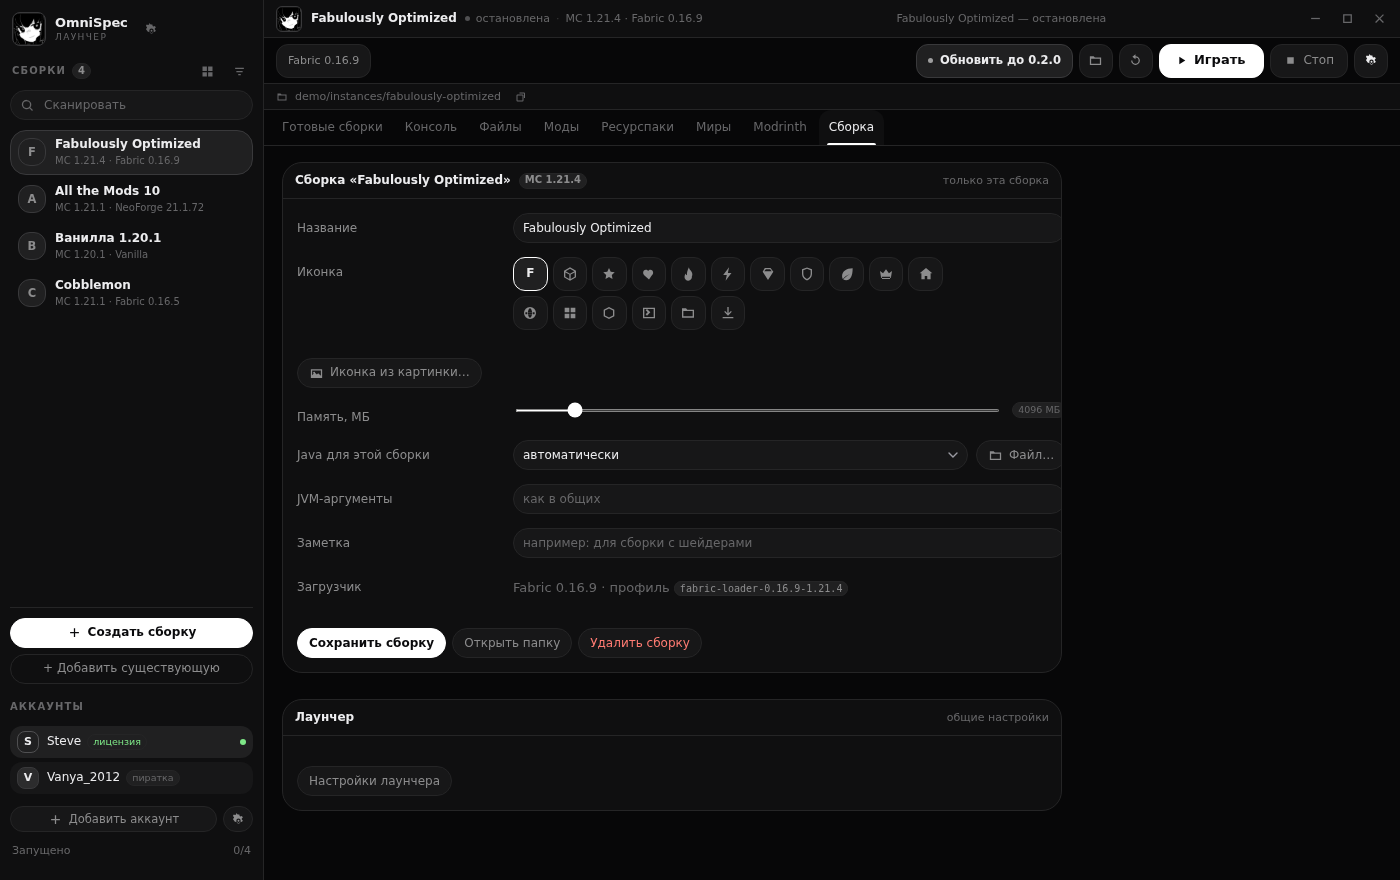 OmniSpec
ЛАУНЧЕР
СБОРКИ 4
Сканировать
F Fabulously Optimized
MC 1.21.4 · Fabric 0.16.9
A All the Mods 10
MC 1.21.1 · NeoForge 21.1.72
В Ванилла 1.20.1
MC 1.20.1 · Vanilla
C Cobblemon
MC 1.21.1 · Fabric 0.16.5
+ Создать сборку
+ Добавить существующую
АККАУНТЫ
S Steve лицензия
V Vanya_2012 пиратка
+ Добавить аккаунт
Запущено 0/4
Fabulously Optimized остановлена · MC 1.21.4 · Fabric 0.16.9
Fabulously Optimized — остановлена
Fabric 0.16.9
Обновить до 0.2.0
Играть
Стоп
demo/instances/fabulously-optimized
Готовые сборки Консоль Файлы Моды Ресурспаки Миры Modrinth Сборка
Сборка «Fabulously Optimized» MC 1.21.4 только эта сборка
Название Fabulously Optimized
Иконка F
Иконка из картинки…
Память, МБ 4096 МБ
Java для этой сборки автоматически Файл…
JVM-аргументы как в общих
Заметка например: для сборки с шейдерами
Загрузчик Fabric 0.16.9 · профиль fabric-loader-0.16.9-1.21.4
Сохранить сборку Открыть папку Удалить сборку
Лаунчер общие настройки
Настройки лаунчера